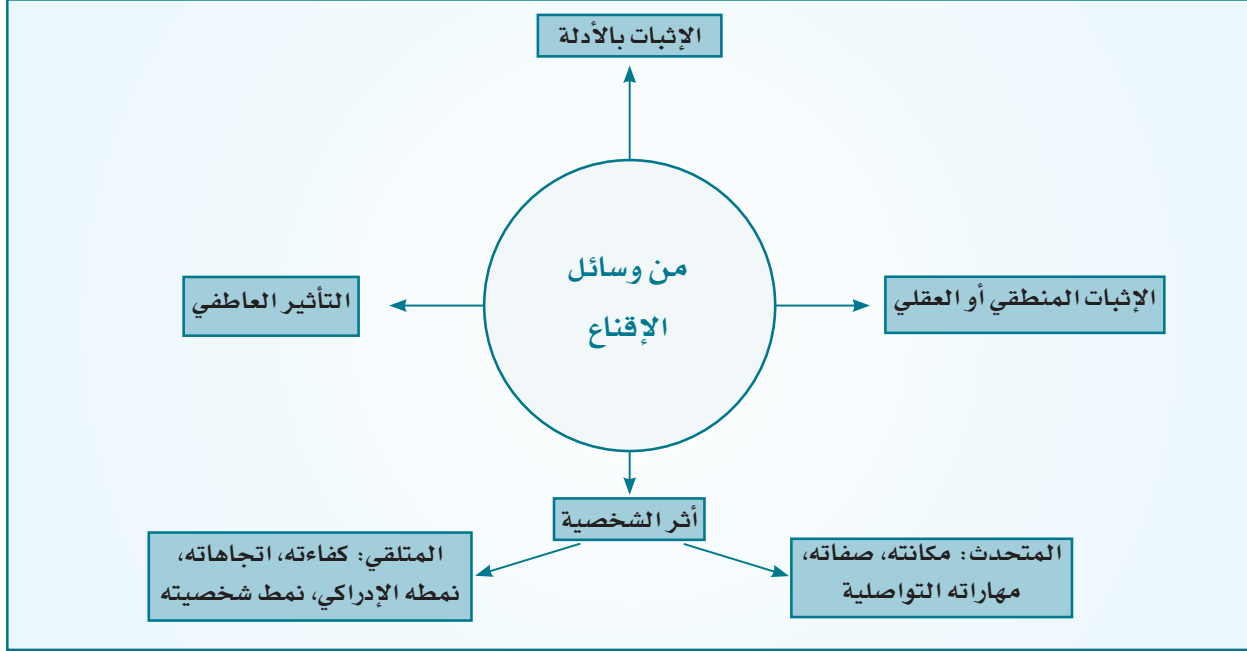 الإثبات بالأدلة
من وسائل
الإقناع
الإثبات المنطقي أو العقلي
التأثير العاطفي
أثر الشخصية
المتحدث: مكانته، صفاته،
مهاراته التواصلية
المتلقي: كفاءته، اتجاهاته،
نمطه الإدراكي، نمط شخصيته